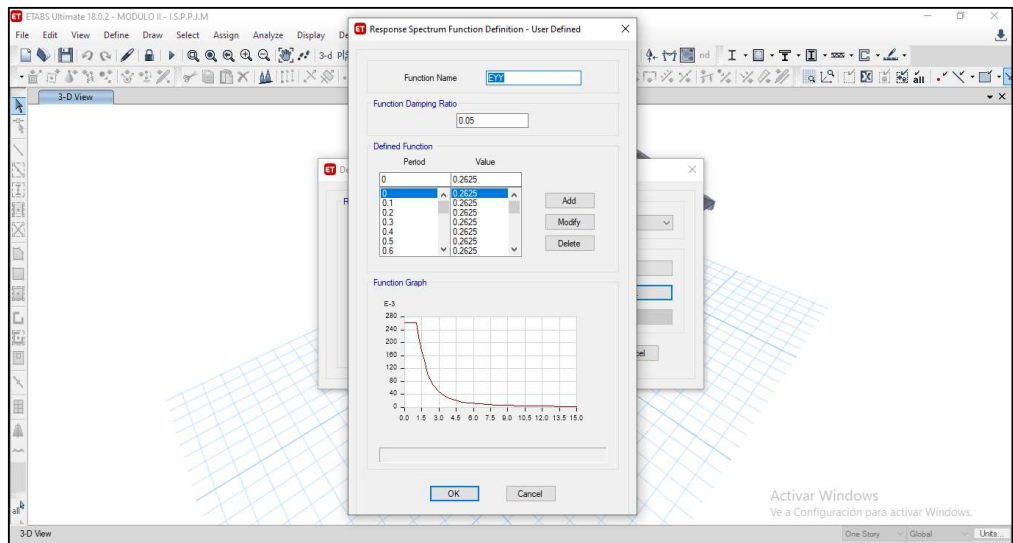 ETABS Ultimate 18.0.2 - MODULO II - I.S.P.P.J.M
File Edit View Define Draw Select Assign Analyze Display
3-d
nd
all
3-D View
Response Spectrum Function Definition - User Defined
Function Name EYY
Function Damping Ratio
0.05
Defined Function
Period Value
0 0.2625
0 0.2625
0.1 0.2625
0.2 0.2625
0.3 0.2625
0.4 0.2625
0.5 0.2625
0.6 0.2625
Add
Modify
Delete
Function Graph
E-3
280
240
200
160
120
80
40
0
0.0 1.5 3.0 4.5 6.0 7.5 9.0 10.5 12.0 13.5 15.0
OK Cancel
Activar Windows
Ve a Configuración para activar Windows.
all
3-D View One Story Global Units...